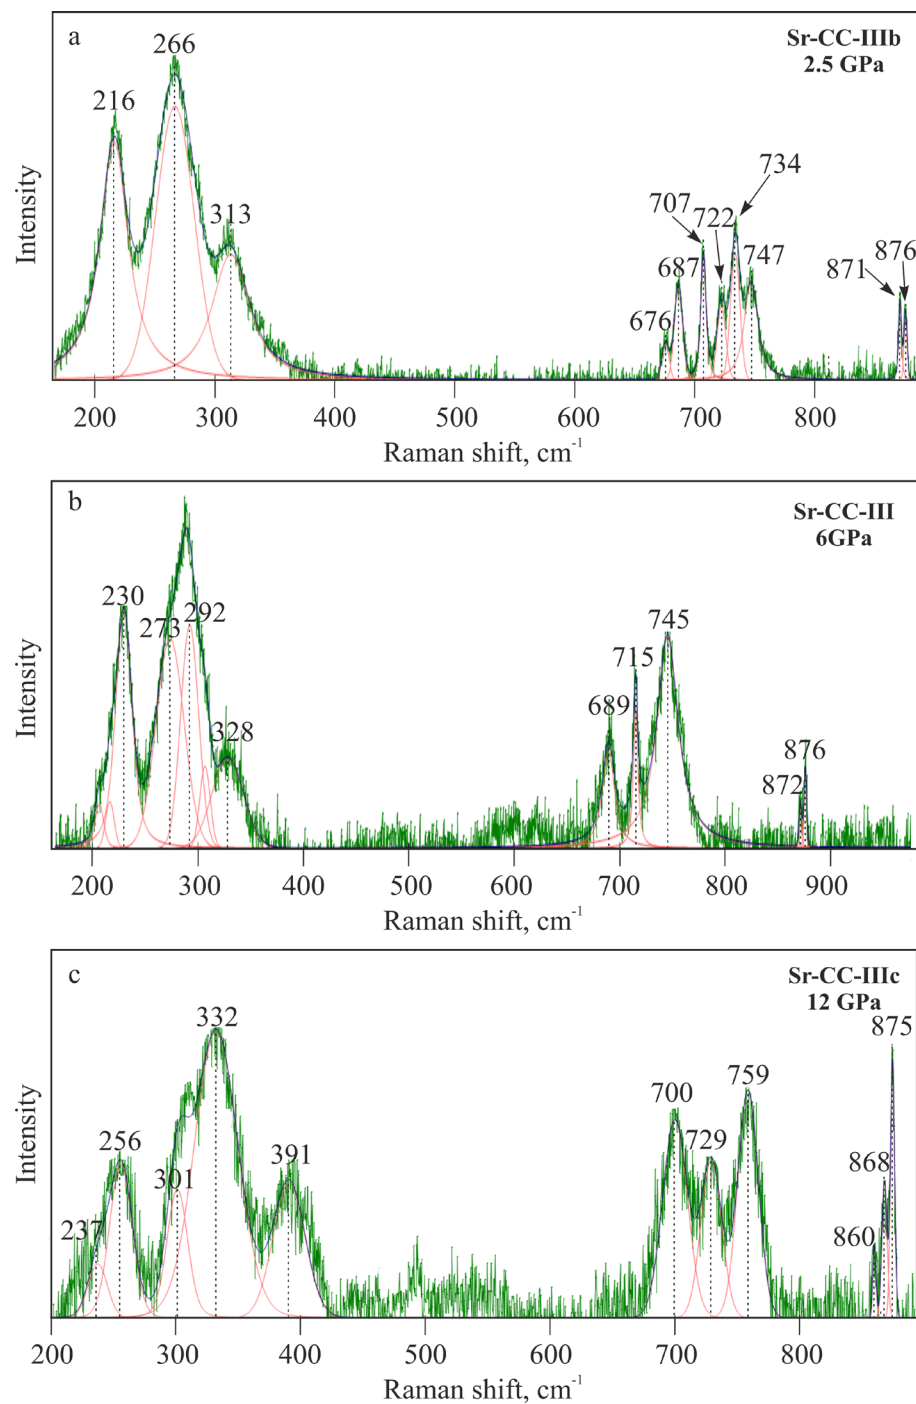 a
Sr-CC-IIIb
2.5 GPa
266
216
313
734
707
722
747
687
676
871
876
Intensity
200 300 400 500 600 700 800
Raman shift, cm-1
b
Sr-CC-III
6GPa
230
273
292
328
745
715
689
876
872
Intensity
200 300 400 500 600 700 800 900
Raman shift, cm-1
c
Sr-CC-IIIc
12 GPa
332
875
256
301
391
237
700
729
759
868
860
Intensity
200 300 400 500 600 700 800
Raman shift, cm-1